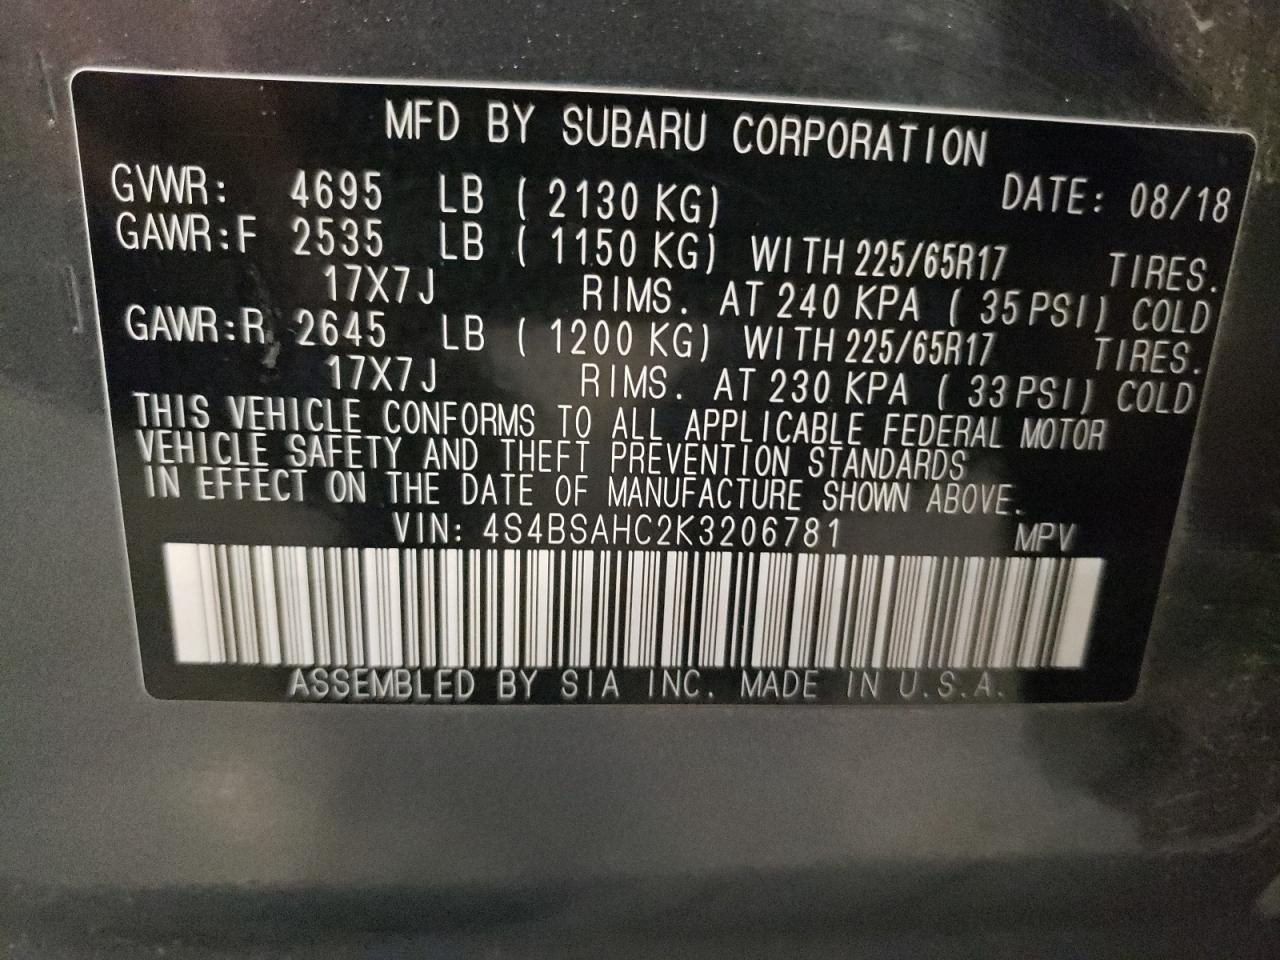 MFD BY SUBARU CORPORATION
GVWR: 4695 LB ( 2130 KG) DATE: 08/18
GAWR:F 2535 LB ( 1150 KG) WITH 225/65R17 TIRES.
17X7J RIMS. AT 240 KPA ( 35 PSI) COLD
GAWR:R 2645 LB ( 1200 KG) WITH 225/65R17 TIRES.
17X7J RIMS. AT 230 KPA ( 33 PSI) COLD
THIS VEHICLE CONFORMS TO ALL APPLICABLE FEDERAL MOTOR
VEHICLE SAFETY AND THEFT PREVENTION STANDARDS
IN EFFECT ON THE DATE OF MANUFACTURE SHOWN ABOVE.
VIN: 4S4BSAHC2K3206781 MPV
ASSEMBLED BY SIA INC. MADE IN U.S.A.